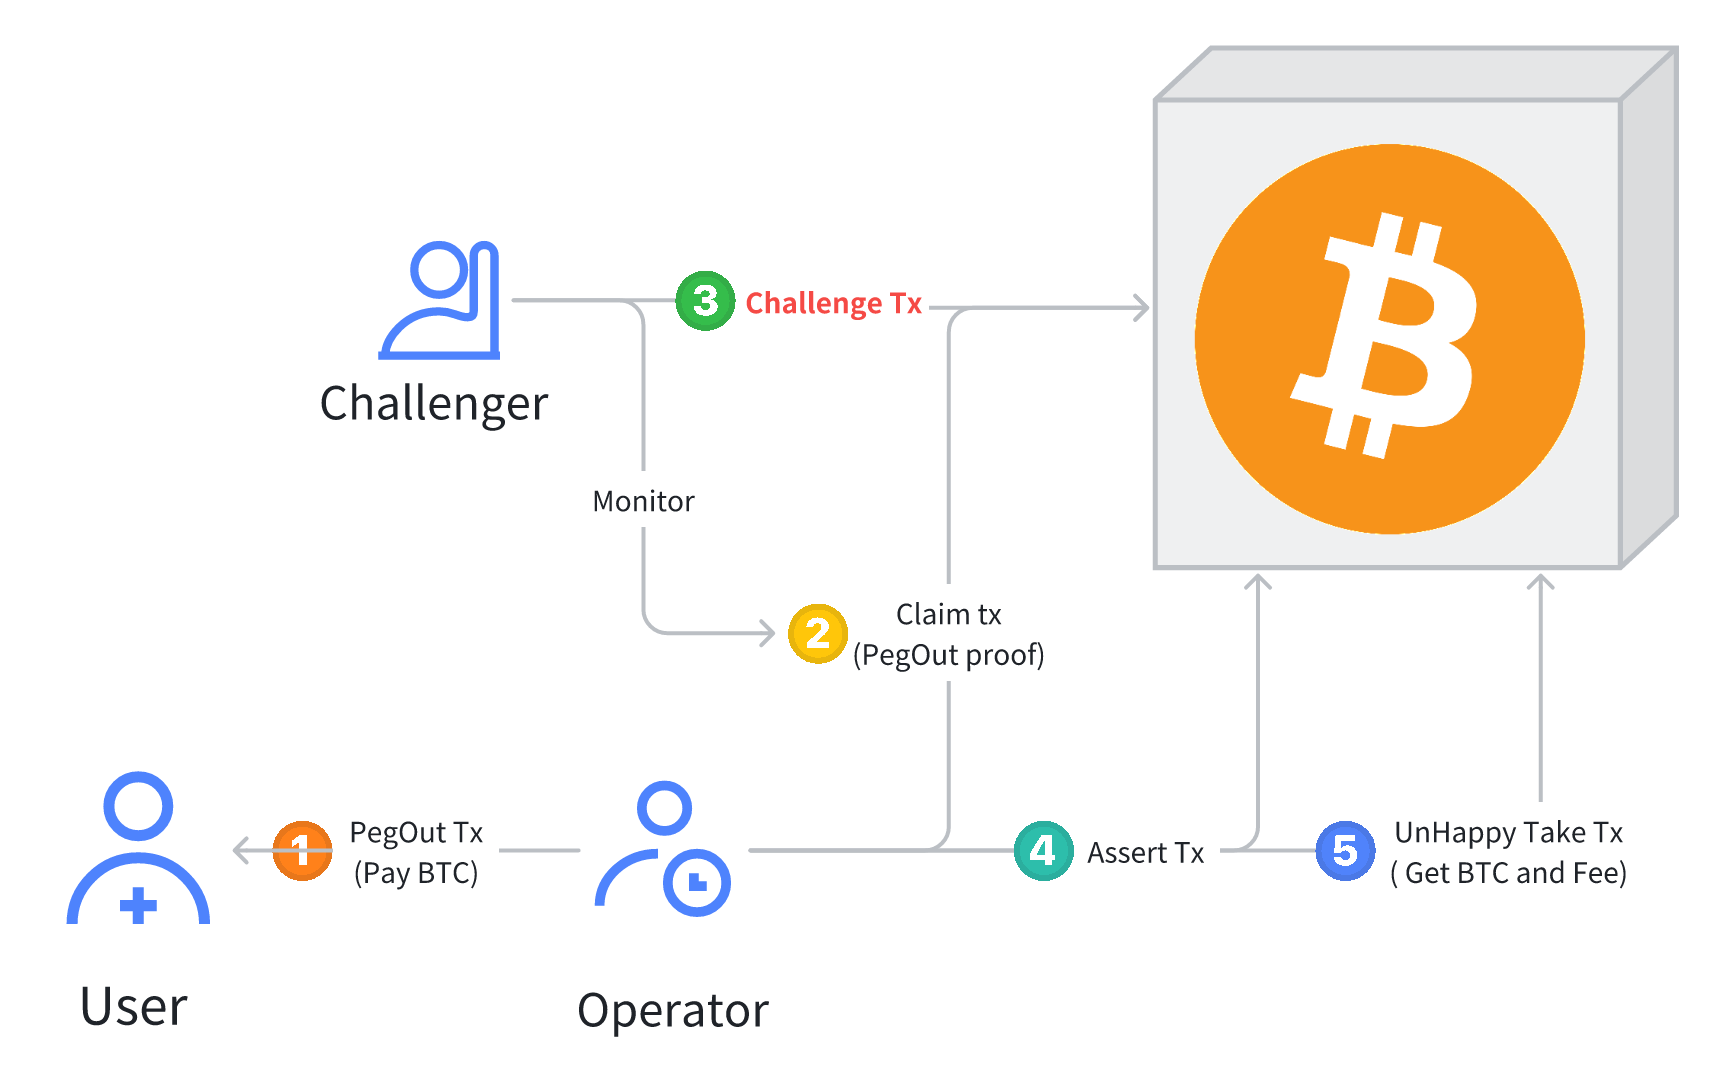 3
Challenge Tx
Challenger
Monitor
2
Claim tx
(PegOut proof)
1
PegOut Tx
(Pay BTC)
4
Assert Tx
5
UnHappy Take Tx
( Get BTC and Fee)
User
Operator